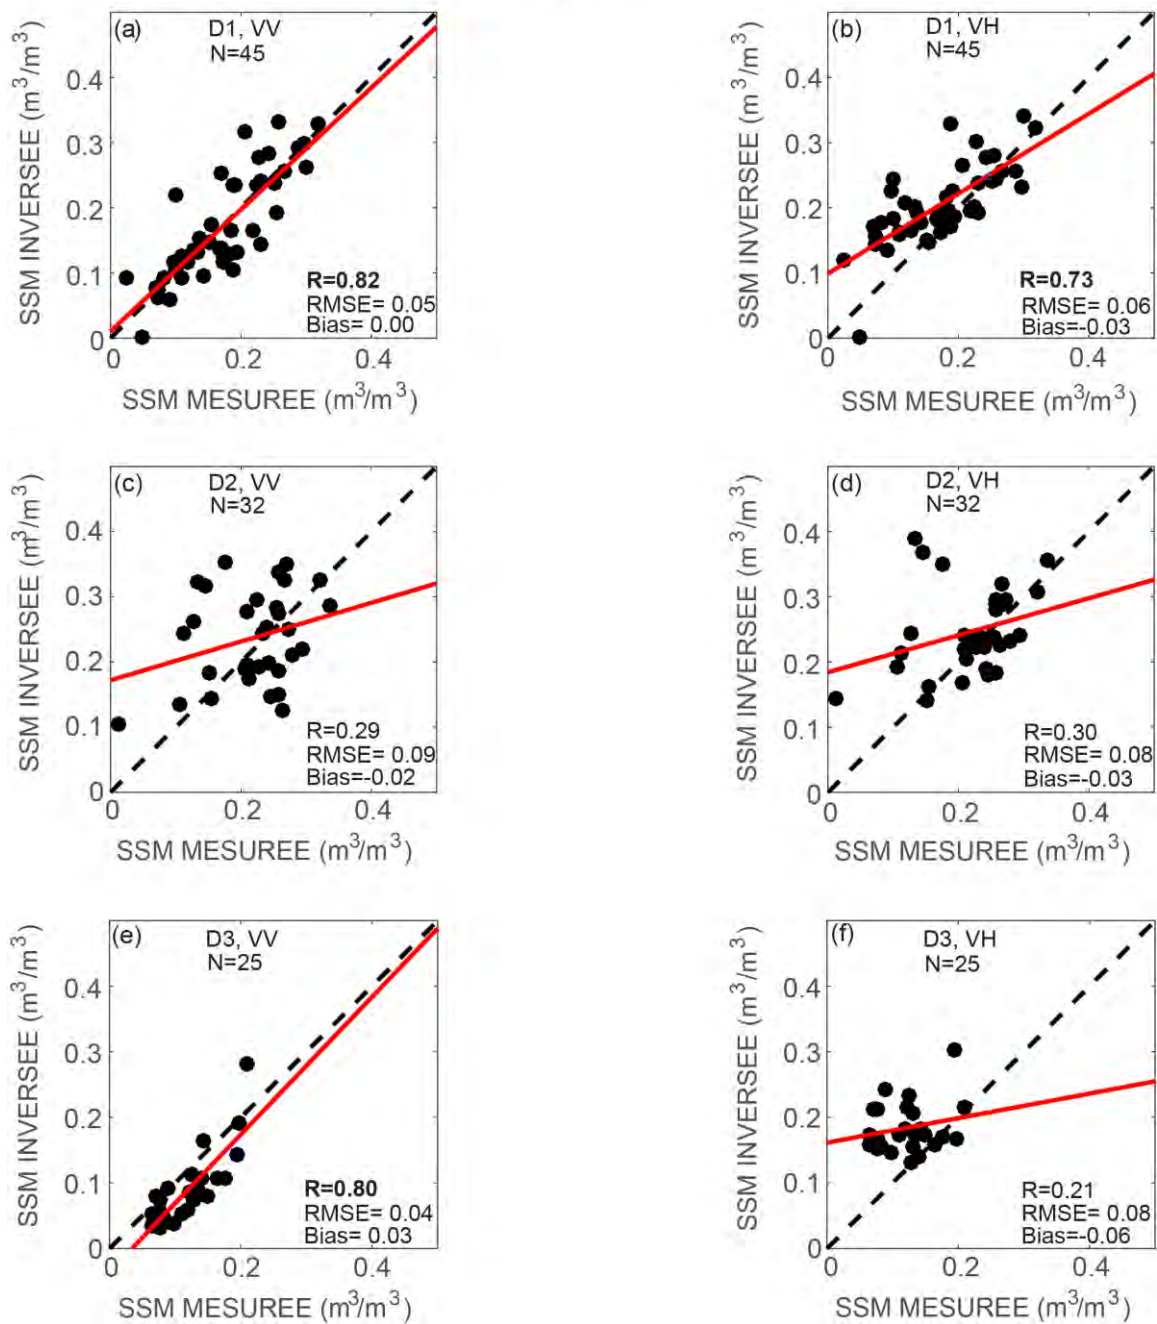 (a)
D1, VV
N=45
SSM INVERSEE (m³/m³)
0.4
0.3
0.2
0.1
0
R=0.82
RMSE= 0.05
Bias= 0.00
0
0.2
0.4
SSM MESUREE (m³/m³)
(b)
D1, VH
N=45
SSM INVERSEE (m³/m³)
0.4
0.3
0.2
0.1
0
R=0.73
RMSE= 0.06
Bias=-0.03
0
0.2
0.4
SSM MESUREE (m³/m³)
(c)
D2, VV
N=32
SSM INVERSEE (m³/m³)
0.4
0.3
0.2
0.1
0
R=0.29
RMSE= 0.09
Bias=-0.02
0
0.2
0.4
SSM MESUREE (m³/m³)
(d)
D2, VH
N=32
SSM INVERSEE (m³/m³)
0.4
0.3
0.2
0.1
0
R=0.30
RMSE= 0.08
Bias=-0.03
0
0.2
0.4
SSM MESUREE (m³/m³)
(e)
D3, VV
N=25
SSM INVERSEE (m³/m³)
0.4
0.3
0.2
0.1
0
R=0.80
RMSE= 0.04
Bias= 0.03
0
0.2
0.4
SSM MESUREE (m³/m³)
(f)
D3, VH
N=25
SSM INVERSEE (m³/m³)
0.4
0.3
0.2
0.1
0
R=0.21
RMSE= 0.08
Bias=-0.06
0
0.2
0.4
SSM MESUREE (m³/m³)